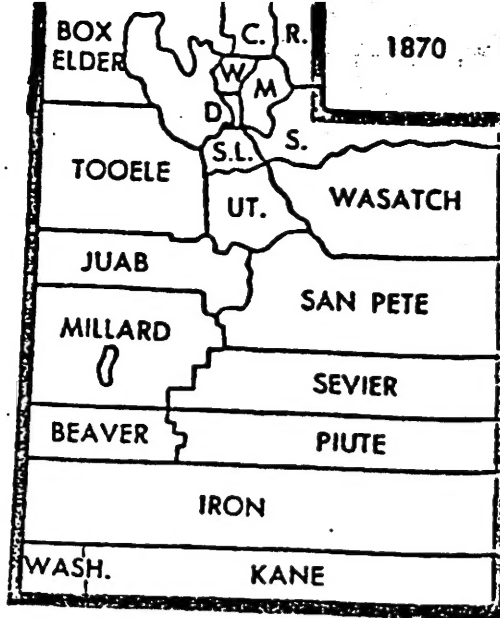 BOX
ELDER
C.
R.
1870
W
M
D.
S.L.
S.
TOOELE
UT.
WASATCH
JUAB
SAN PETE
MILLARD
SEVIER
BEAVER
PIUTE
IRON
WASH.
KANE